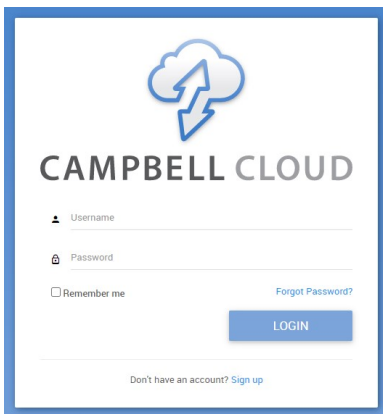 CAMPBELL CLOUD
Username
Password
Remember me
Forgot Password?
LOGIN
Don't have an account? Sign up